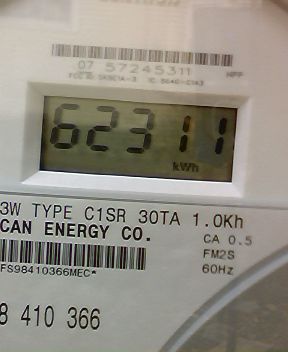 07 57245311
NPP
62311
kWh
3W TYPE C1SR 30TA 1.0Kh
CAN ENERGY CO.
CA 0.5
FM2S
60Hz
FS98410366MEC*
8 410 366